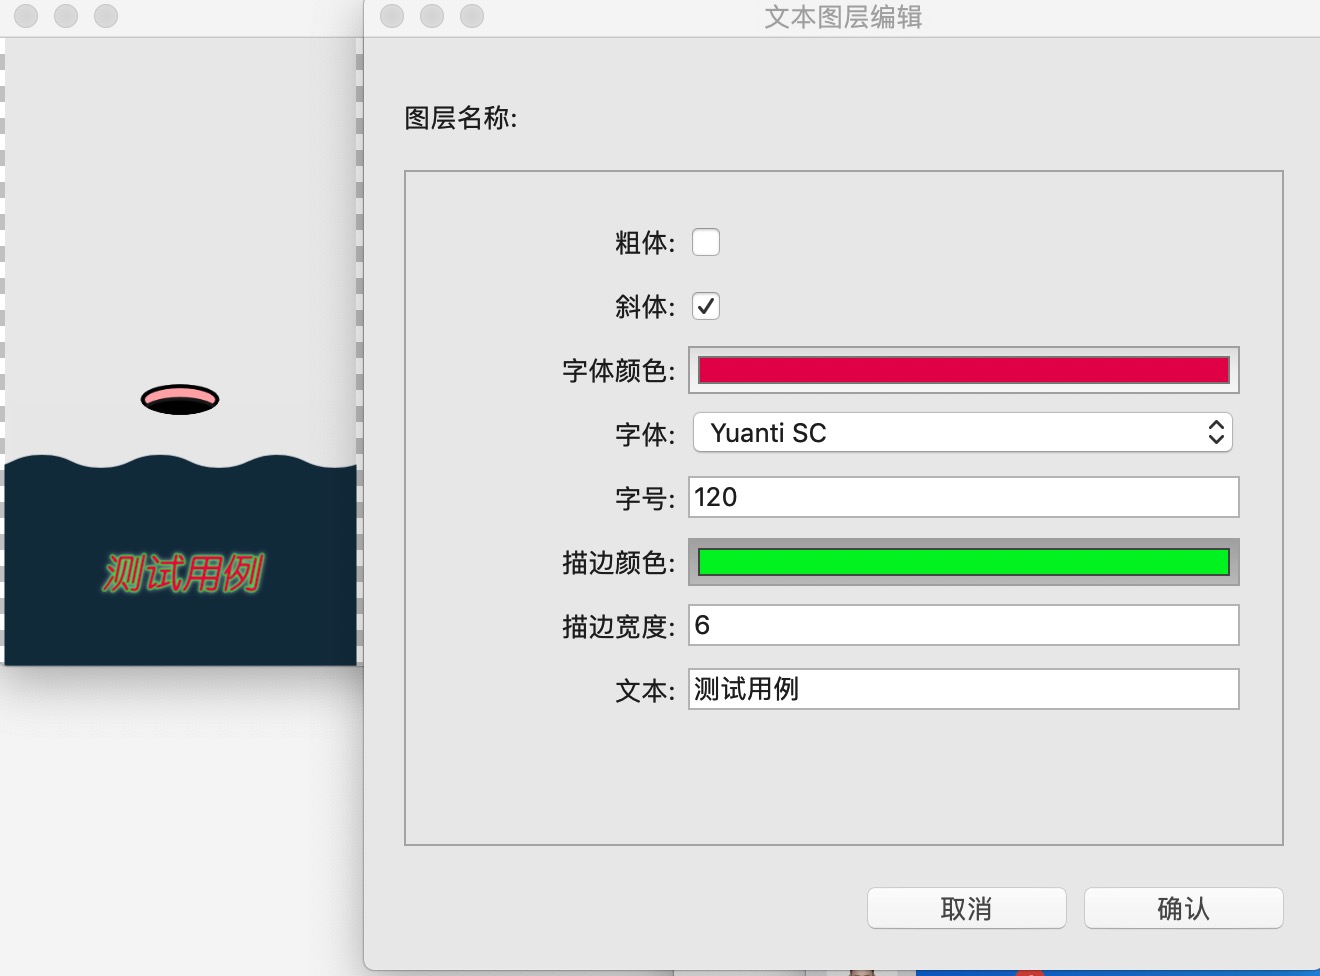 文本图层编辑
图层名称:
粗体:
斜体:
字体颜色:
字体: Yuanti SC
字号: 120
描边颜色:
描边宽度: 6
文本: 测试用例
测试用例
取消 确认